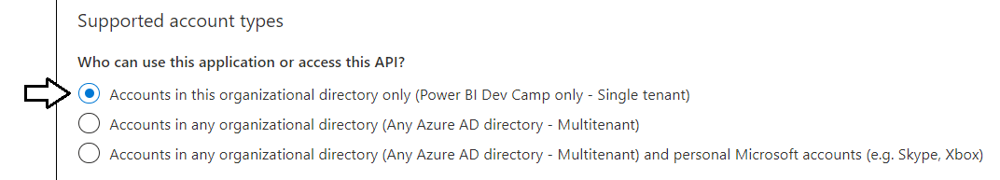 Supported account types
Who can use this application or access this API?
Accounts in this organizational directory only (Power BI Dev Camp only - Single tenant)
Accounts in any organizational directory (Any Azure AD directory - Multitenant)
Accounts in any organizational directory (Any Azure AD directory - Multitenant) and personal Microsoft accounts (e.g. Skype, Xbox)